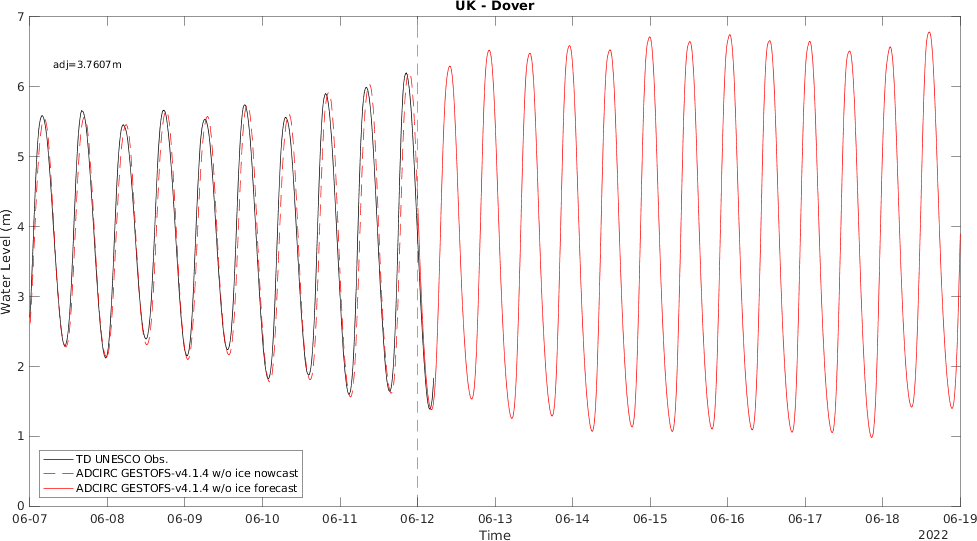 UK - Dover
7
adj=3.7607m
6
5
4
3
2
1
0
Water Level (m)
TD UNESCO Obs.
ADCIRC GESTOFS-v4.1.4 w/o ice nowcast
ADCIRC GESTOFS-v4.1.4 w/o ice forecast
06-07 06-08 06-09 06-10 06-11 06-12 06-13 06-14 06-15 06-16 06-17 06-18 06-19
Time
2022